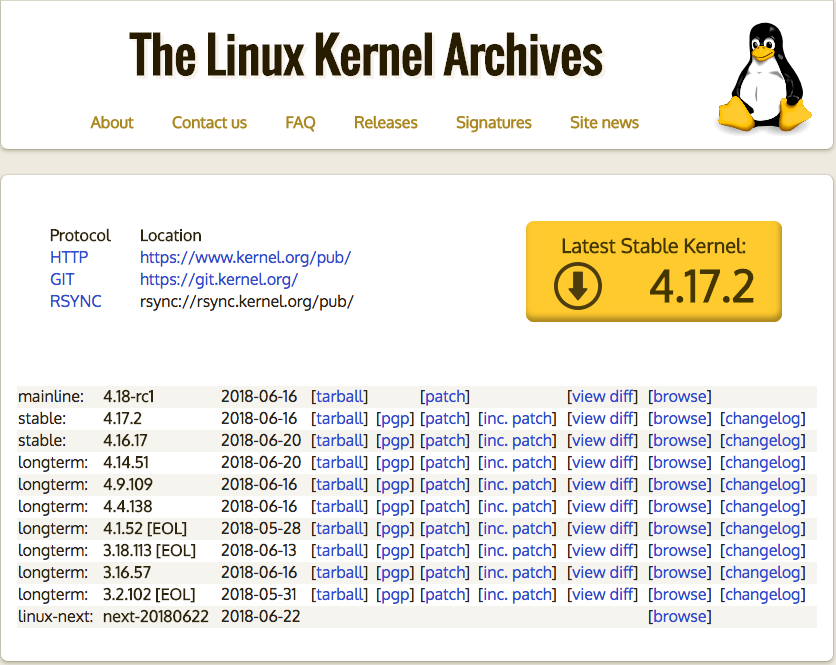 The Linux Kernel Archives
About Contact us FAQ Releases Signatures Site news
Protocol Location
HTTP https://www.kernel.org/pub/
GIT https://git.kernel.org/
RSYNC rsync://rsync.kernel.org/pub/
Latest Stable Kernel:
4.17.2
mainline: 4.18-rc1 2018-06-16 [tarball] [patch] [view diff] [browse]
stable: 4.17.2 2018-06-16 [tarball] [pgp] [patch] [inc. patch] [view diff] [browse] [changelog]
stable: 4.16.17 2018-06-20 [tarball] [pgp] [patch] [inc. patch] [view diff] [browse] [changelog]
longterm: 4.14.51 2018-06-20 [tarball] [pgp] [patch] [inc. patch] [view diff] [browse] [changelog]
longterm: 4.9.109 2018-06-16 [tarball] [pgp] [patch] [inc. patch] [view diff] [browse] [changelog]
longterm: 4.4.138 2018-06-16 [tarball] [pgp] [patch] [inc. patch] [view diff] [browse] [changelog]
longterm: 4.1.52 [EOL] 2018-05-28 [tarball] [pgp] [patch] [inc. patch] [view diff] [browse] [changelog]
longterm: 3.18.113 [EOL] 2018-06-13 [tarball] [pgp] [patch] [inc. patch] [view diff] [browse] [changelog]
longterm: 3.16.57 2018-06-16 [tarball] [pgp] [patch] [inc. patch] [view diff] [browse] [changelog]
longterm: 3.2.102 [EOL] 2018-05-31 [tarball] [pgp] [patch] [inc. patch] [view diff] [browse] [changelog]
linux-next: next-20180622 2018-06-22 [browse]